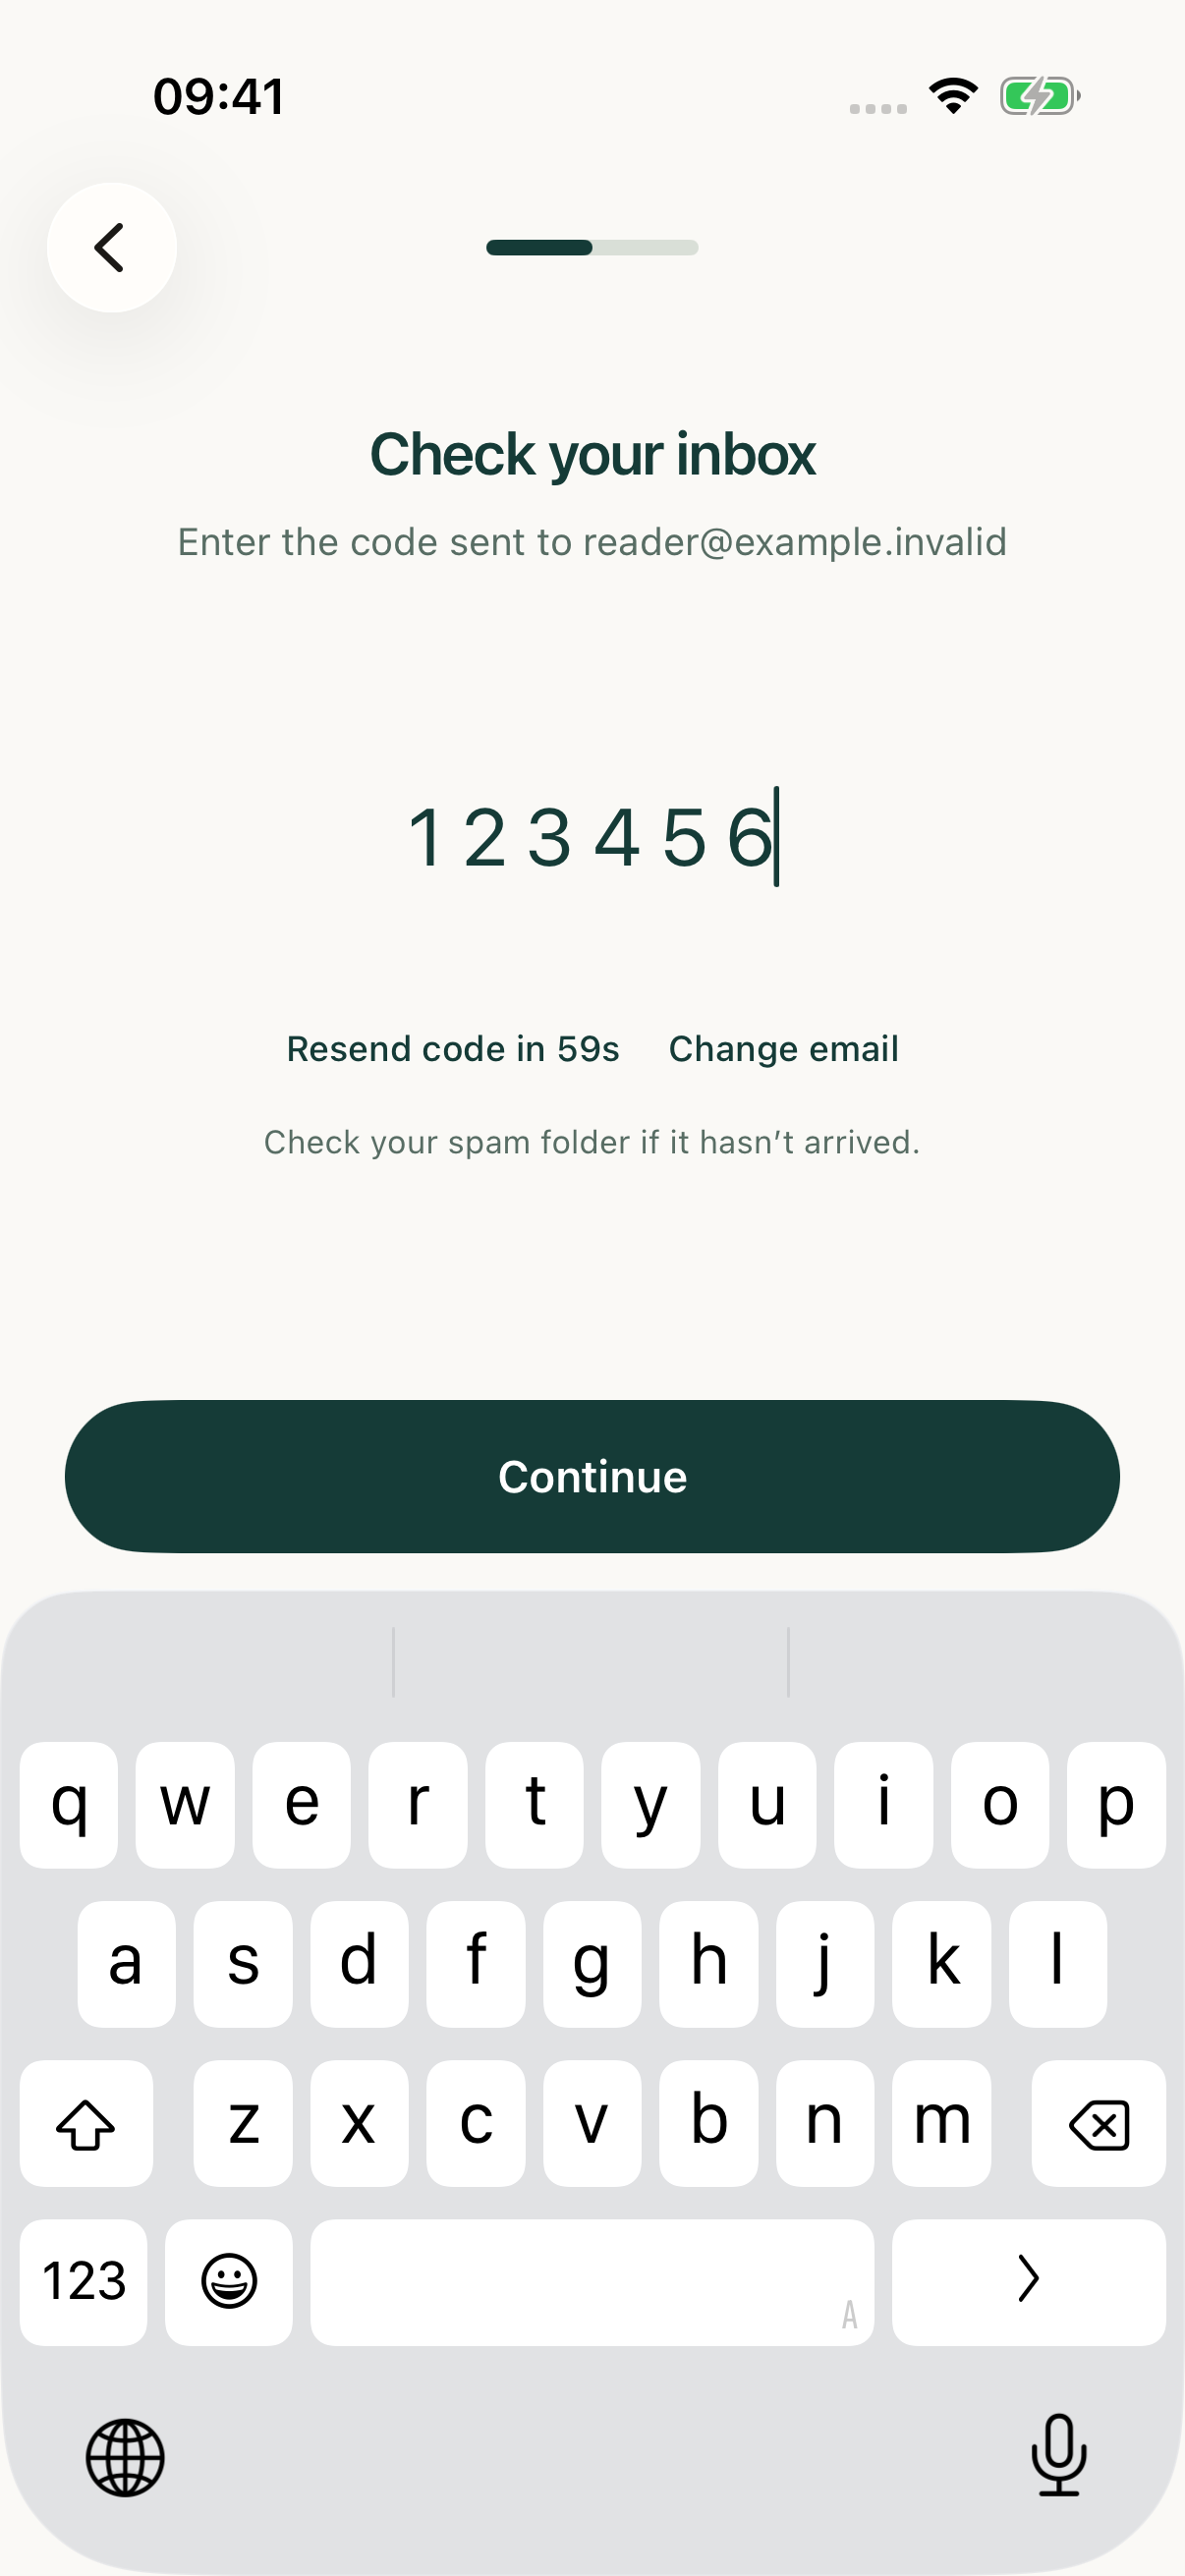 09:41
Check your inbox
Enter the code sent to reader@example.invalid
1 2 3 4 5 6
Resend code in 59s Change email
Check your spam folder if it hasn’t arrived.
Continue
q w e r t y u i o p
a s d f g h j k l
z x c v b n m
123
A